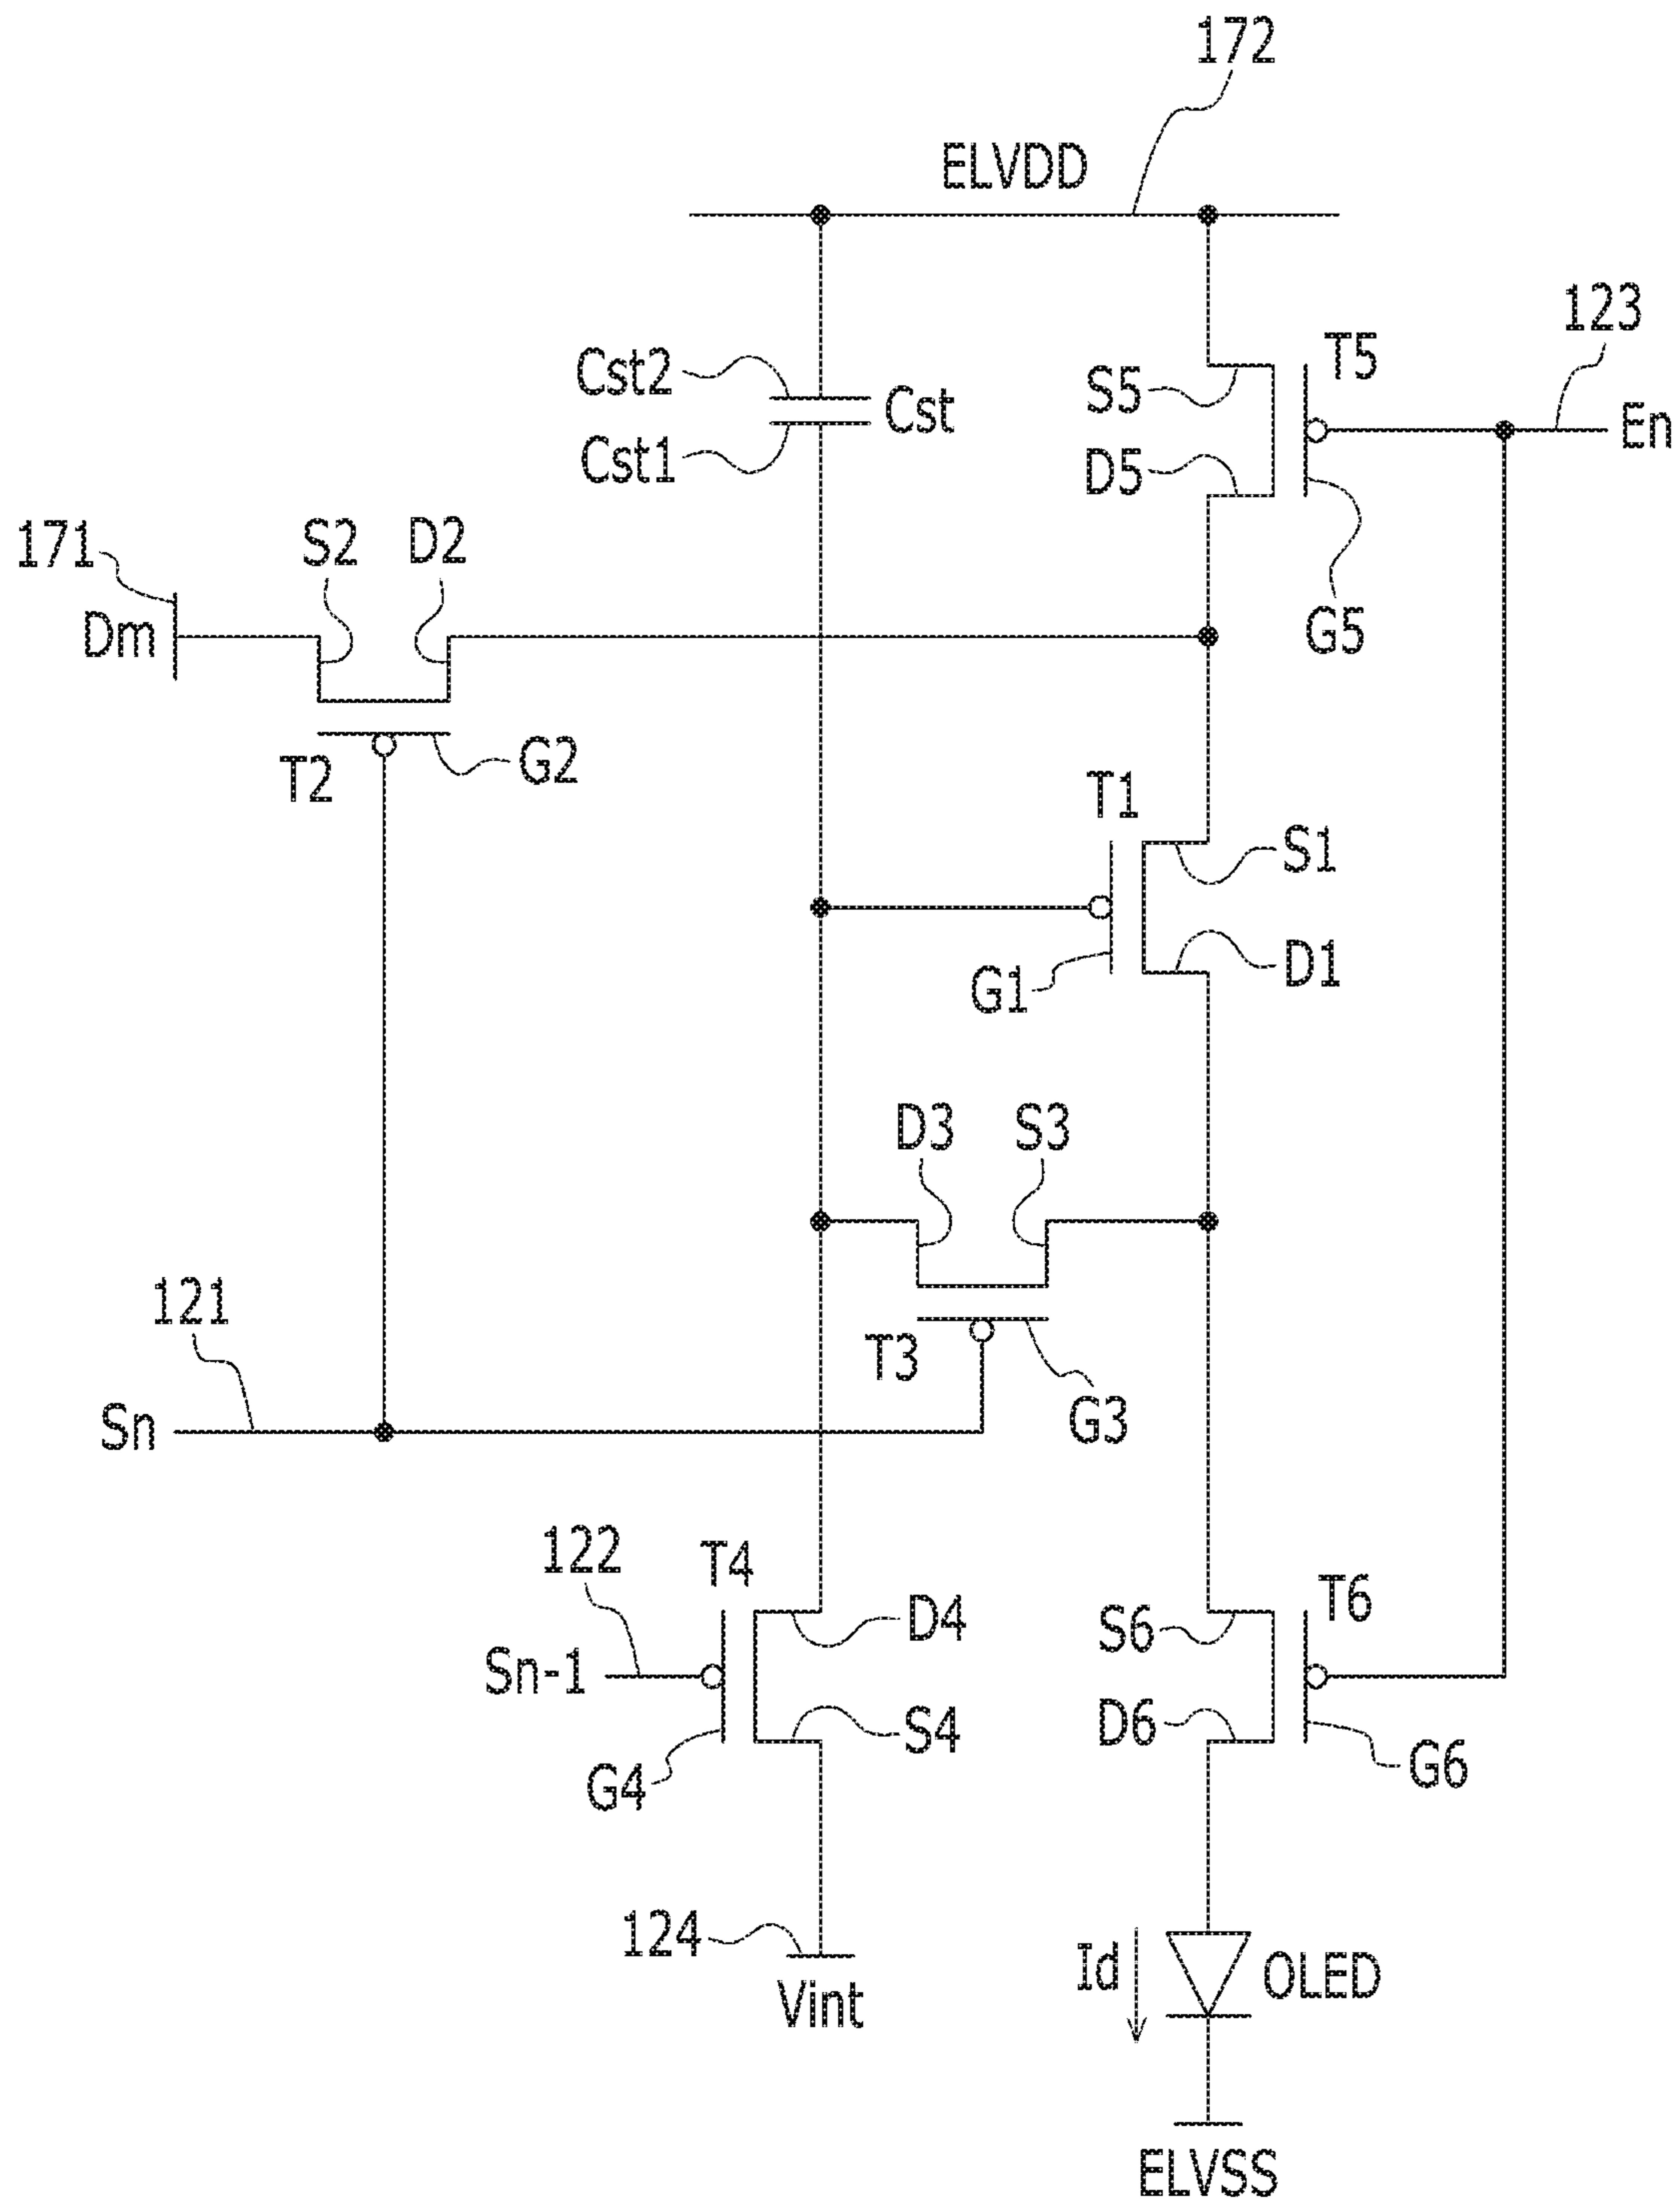 172
ELVDD
123
T5
Cst2
S5
Cst
En
Cst1
D5
171
S2
D2
Dm
G5
T2
G2
T1
S1
G1
D1
D3
S3
121
T3
Sn
G3
122
T4
T6
D4
S6
Sn-1
S4
D6
G4
G6
124
Id
OLED
Vint
ELVSS